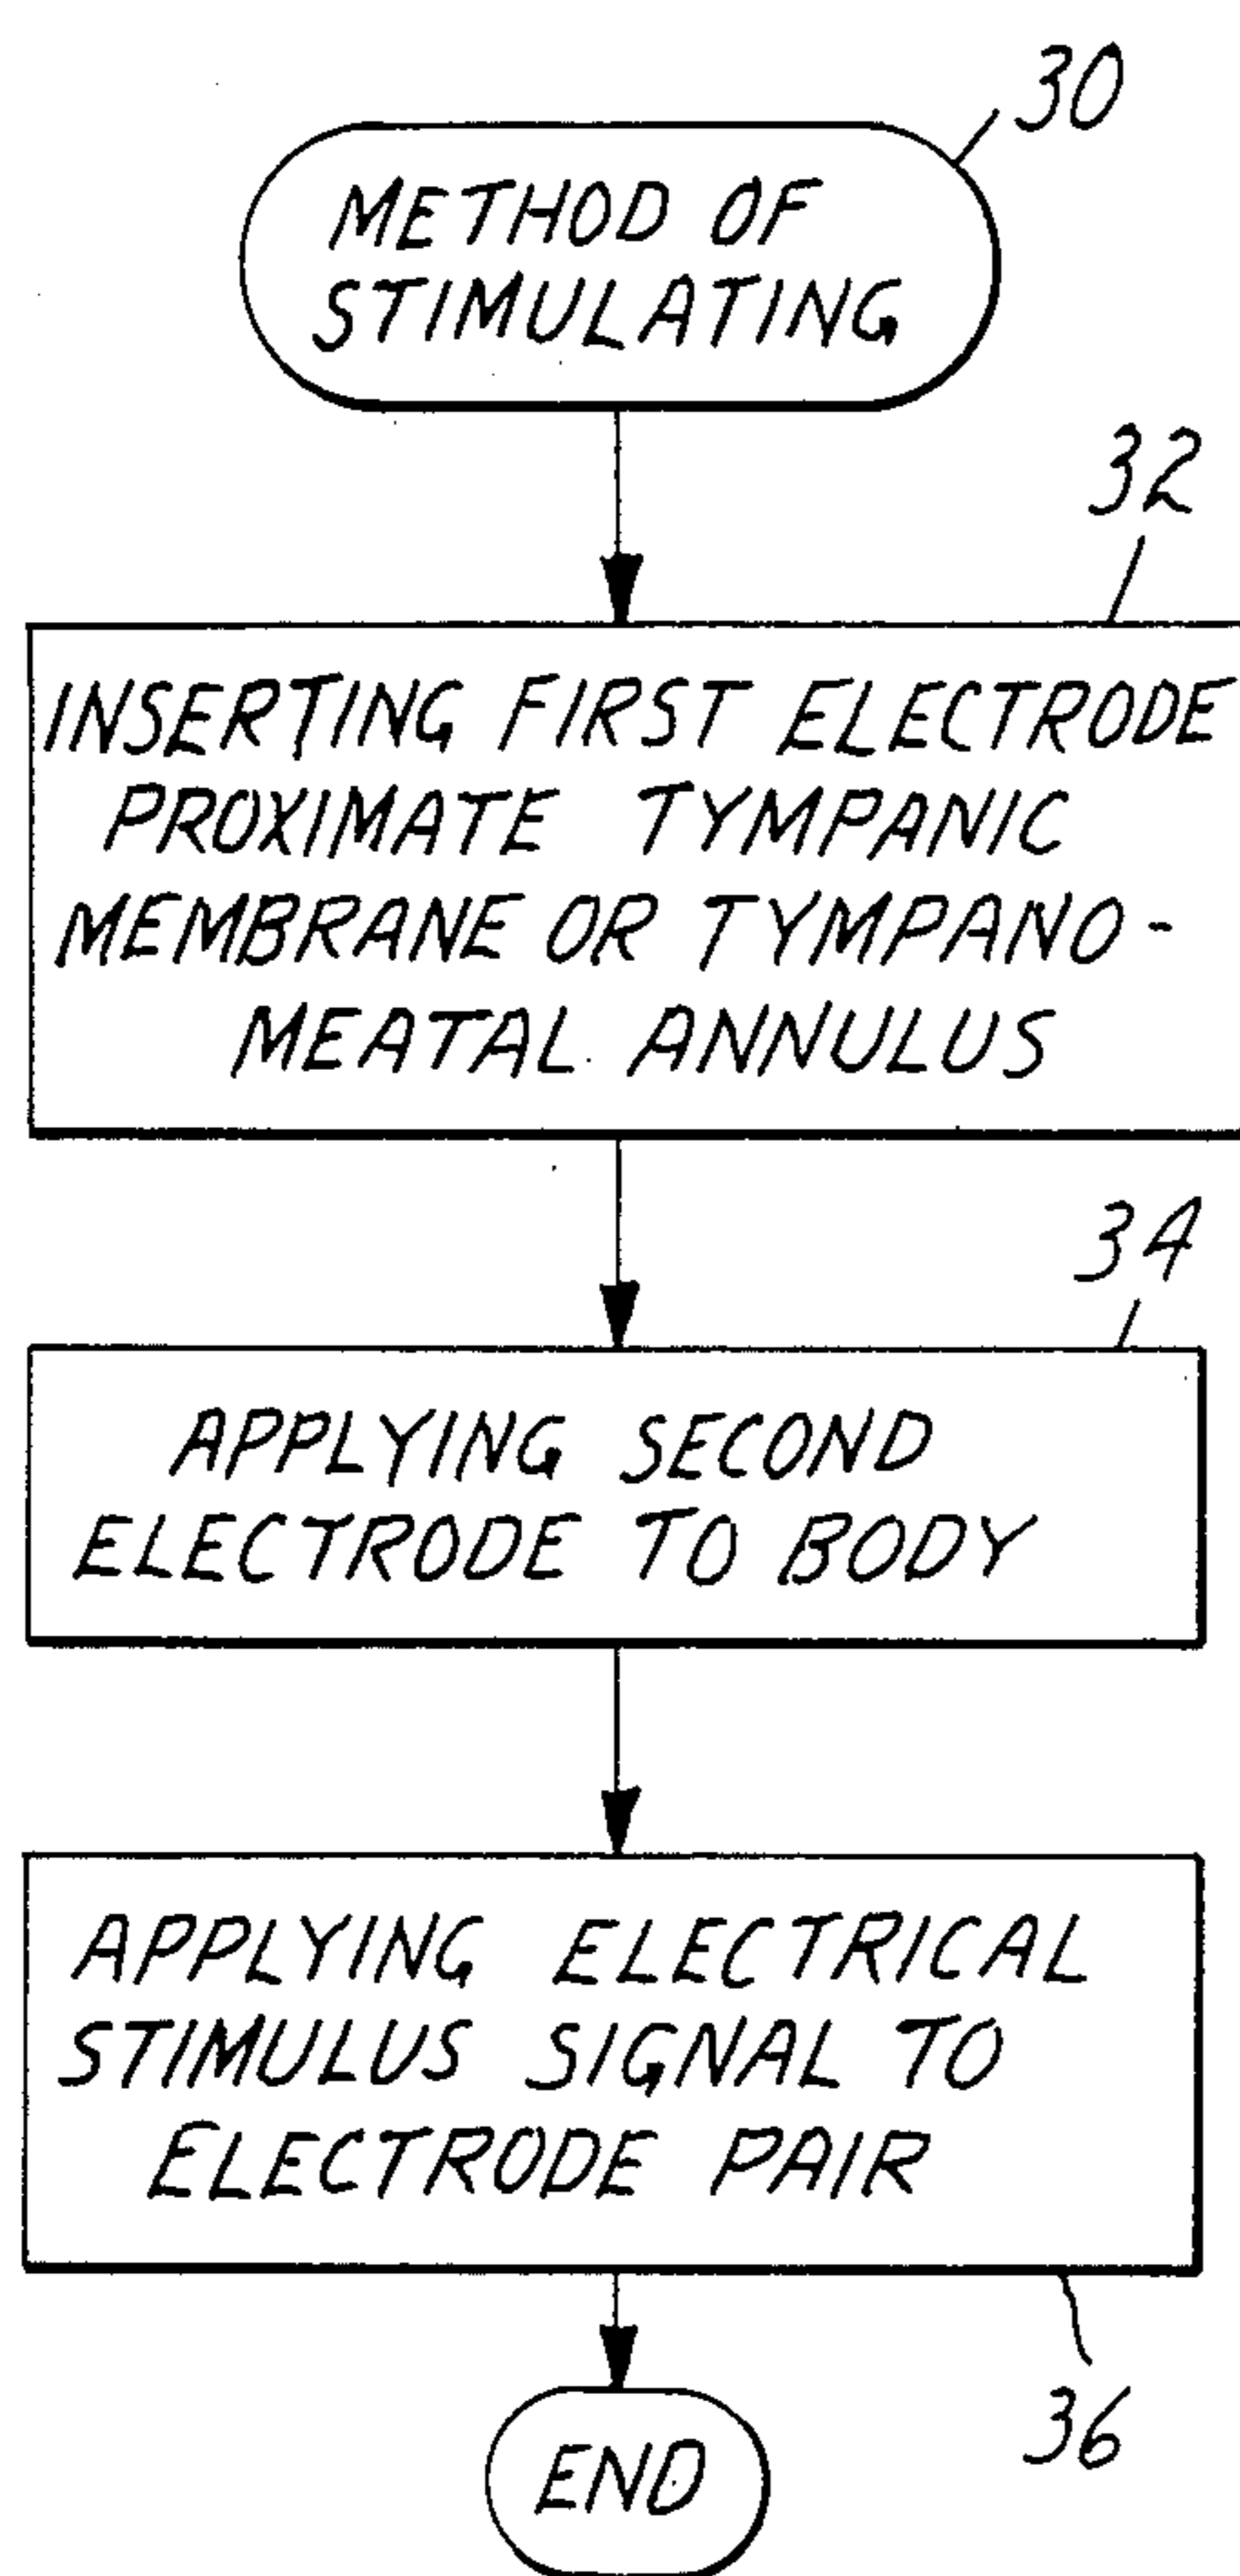 30
METHOD OF
STIMULATING
32
INSERTING FIRST ELECTRODE
PROXIMATE TYMPANIC
MEMBRANE OR TYMPANO-
MEATAL ANNULUS
34
APPLYING SECOND
ELECTRODE TO BODY
APPLYING ELECTRICAL
STIMULUS SIGNAL TO
ELECTRODE PAIR
36
END